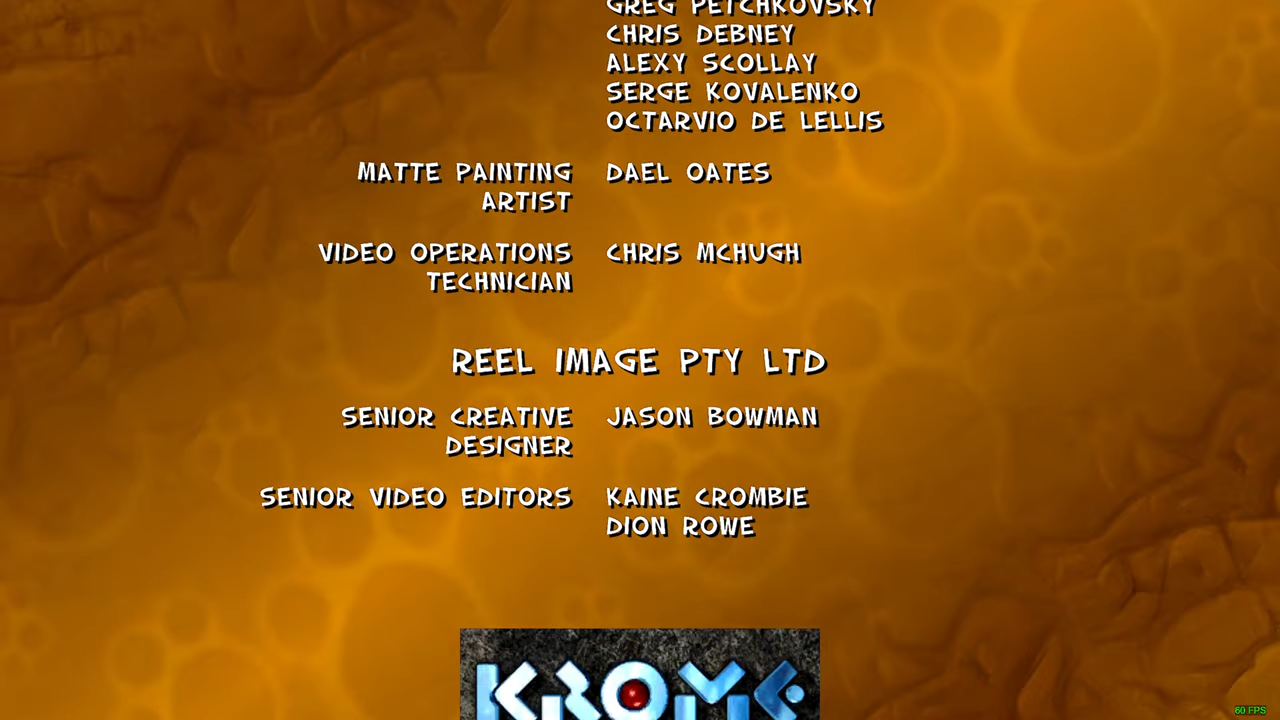 GREG PETCHKOVSKY
CHRIS DEBNEY
ALEXY SCOLLAY
SERGE KOVALENKO
OCTARVIO DE LELLIS
MATTE PAINTING ARTIST DAEL OATES
VIDEO OPERATIONS TECHNICIAN CHRIS MCHUGH
REEL IMAGE PTY LTD
SENIOR CREATIVE DESIGNER JASON BOWMAN
SENIOR VIDEO EDITORS KAINE CROMBIE
DION ROWE
KROME
60 FPS